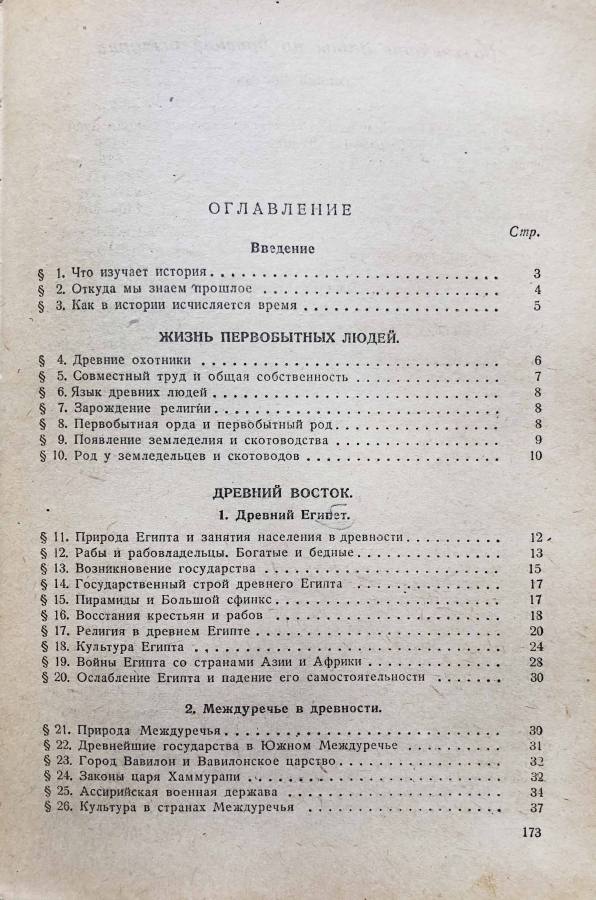 ОГЛАВЛЕНИЕ
Стр.
Введение
§ 1. Что изучает история . . . . . . . . . . . . . . . . . . . . . . . . 3
§ 2. Откуда мы знаем прошлое . . . . . . . . . . . . . . . . . . . . 4
§ 3. Как в истории исчисляется время . . . . . . . . . . . . . . . . 5
ЖИЗНЬ ПЕРВОБЫТНЫХ ЛЮДЕЙ.
§ 4. Древние охотники . . . . . . . . . . . . . . . . . . . . . . . . 6
§ 5. Совместный труд и общая собственность . . . . . . . . . . . . 7
§ 6. Язык древних людей . . . . . . . . . . . . . . . . . . . . . . . 8
§ 7. Зарождение религии . . . . . . . . . . . . . . . . . . . . . . . 8
§ 8. Первобытная орда и первобытный род . . . . . . . . . . . . . 8
§ 9. Появление земледелия и скотоводства . . . . . . . . . . . . . 9
§ 10. Род у земледельцев и скотоводов . . . . . . . . . . . . . . . 10
ДРЕВНИЙ ВОСТОК.
1. Древний Египет.
§ 11. Природа Египта и занятия населения в древности . . . . . . . 12
§ 12. Рабы и рабовладельцы. Богатые и бедные . . . . . . . . . . . 13
§ 13. Возникновение государства . . . . . . . . . . . . . . . . . . . 15
§ 14. Государственный строй древнего Египта . . . . . . . . . . . . 17
§ 15. Пирамиды и Большой сфинкс . . . . . . . . . . . . . . . . . . 17
§ 16. Восстания крестьян и рабов . . . . . . . . . . . . . . . . . . 18
§ 17. Религия в древнем Египте . . . . . . . . . . . . . . . . . . . 20
§ 18. Культура Египта . . . . . . . . . . . . . . . . . . . . . . . . 24
§ 19. Войны Египта со странами Азии и Африки . . . . . . . . . . . 28
§ 20. Ослабление Египта и падение его самостоятельности . . . . . 30
2. Междуречье в древности.
§ 21. Природа Междуречья . . . . . . . . . . . . . . . . . . . . . . 30
§ 22. Древнейшие государства в Южном Междуречье . . . . . . . . 31
§ 23. Город Вавилон и Вавилонское царство . . . . . . . . . . . . . 32
§ 24. Законы царя Хаммурапи . . . . . . . . . . . . . . . . . . . . 32
§ 25. Ассирийская военная держава . . . . . . . . . . . . . . . . . 34
§ 26. Культура в странах Междуречья . . . . . . . . . . . . . . . . 37
173